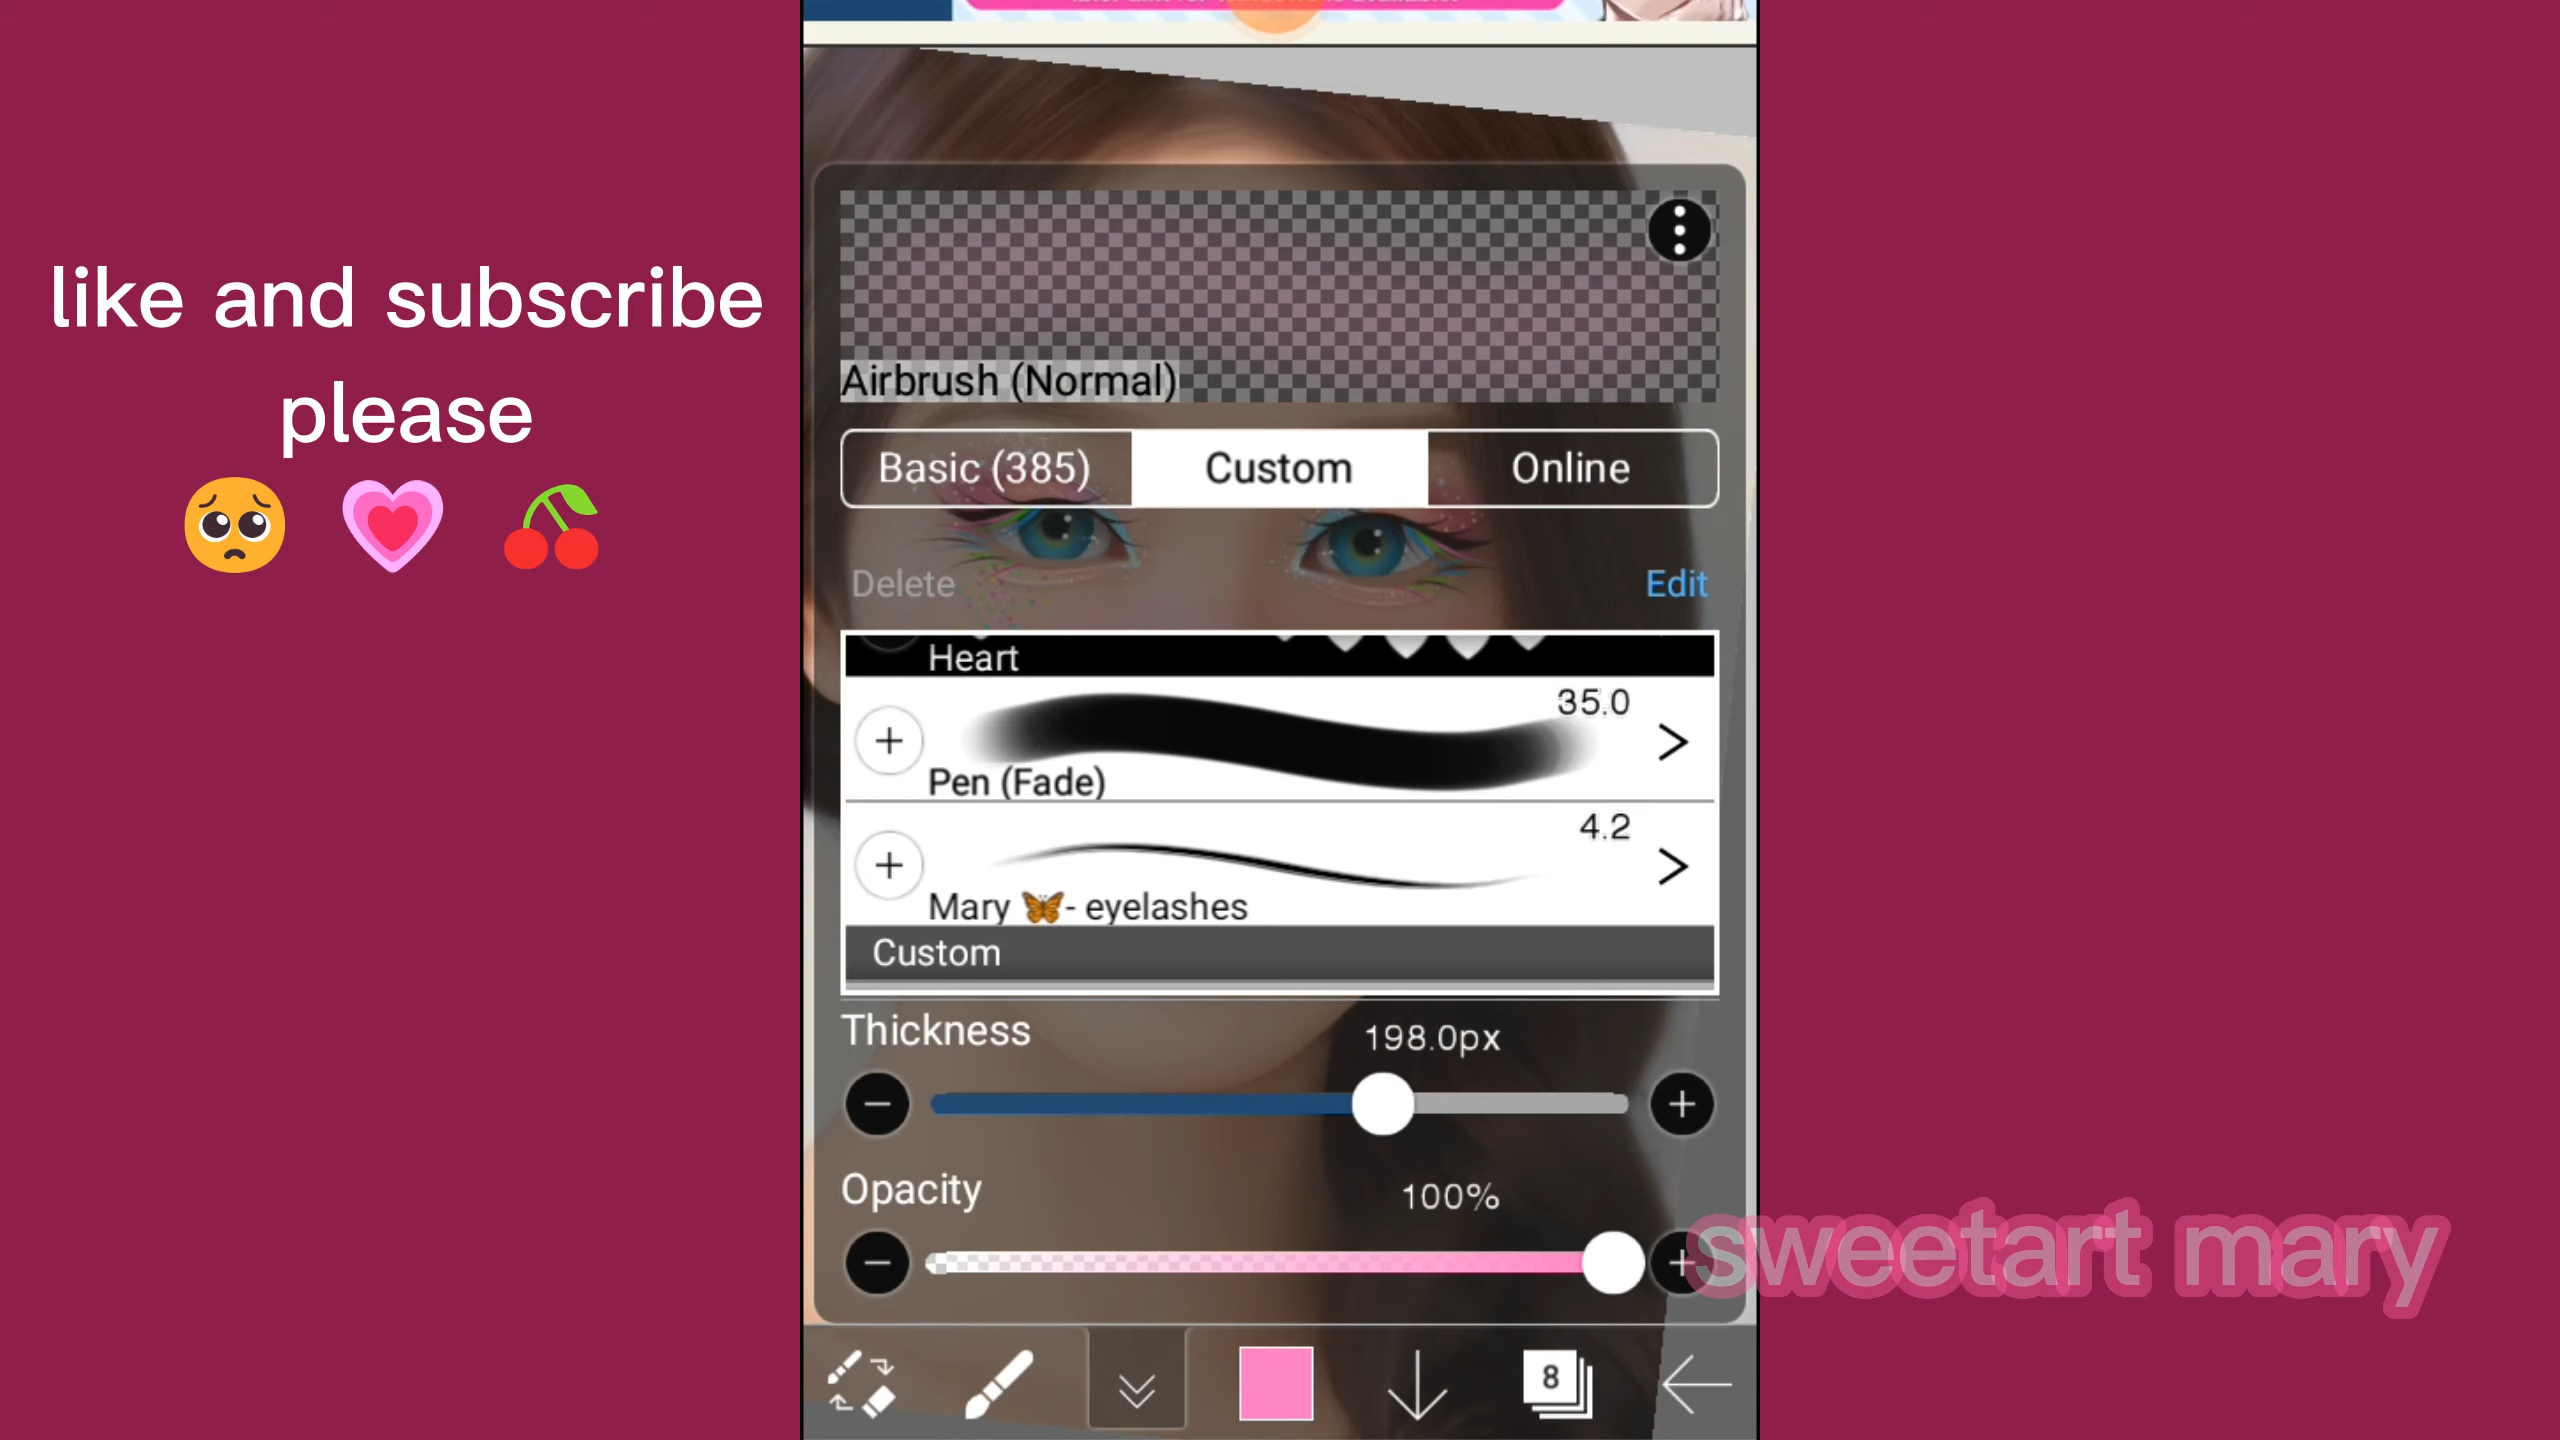 like and subscribe
please
Airbrush (Normal)
Basic (385)
Custom
Online
Delete
Edit
Heart
35.0
Pen (Fade)
4.2
Mary 🦋- eyelashes
Custom
Thickness
198.0px
Opacity
100%
sweetart mary
8